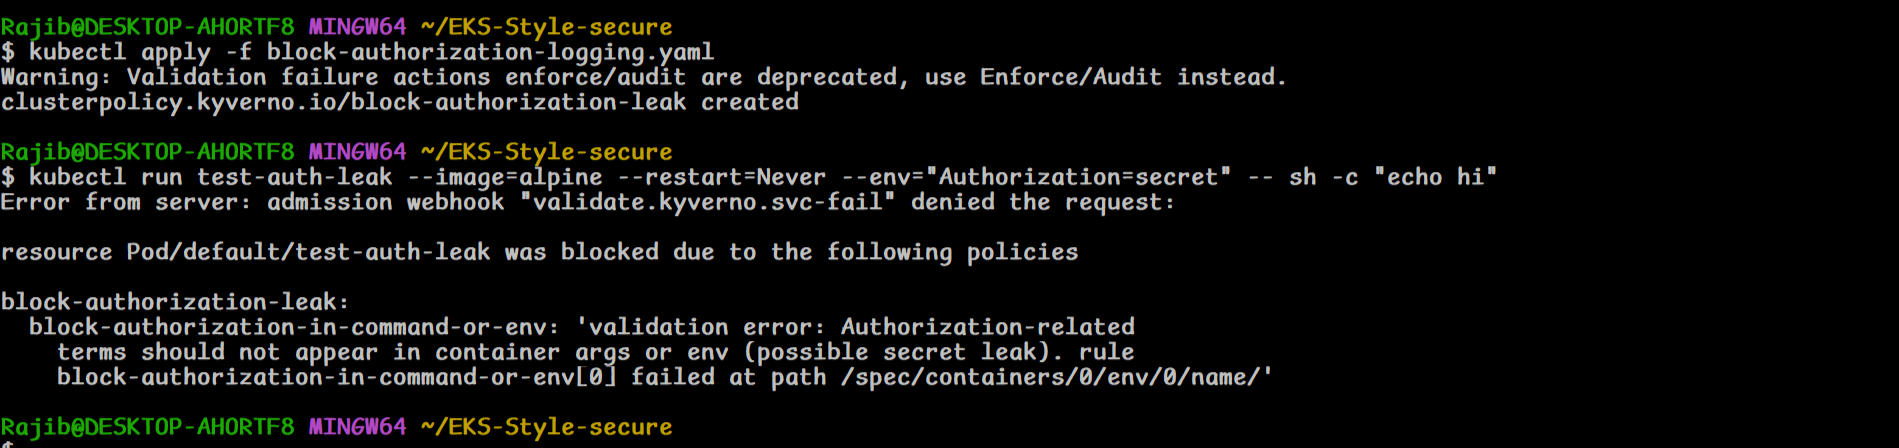 Rajib@DESKTOP-AHORTF8 MINGW64 ~/EKS-Style-secure
$ kubectl apply -f block-authorization-logging.yaml
Warning: Validation failure actions enforce/audit are deprecated, use Enforce/Audit instead.
clusterpolicy.kyverno.io/block-authorization-leak created
Rajib@DESKTOP-AHORTF8 MINGW64 ~/EKS-Style-secure
$ kubectl run test-auth-leak --image=alpine --restart=Never --env="Authorization=secret" -- sh -c "echo hi"
Error from server: admission webhook "validate.kyverno.svc-fail" denied the request:
resource Pod/default/test-auth-leak was blocked due to the following policies
block-authorization-leak:
  block-authorization-in-command-or-env: 'validation error: Authorization-related
    terms should not appear in container args or env (possible secret leak). rule
    block-authorization-in-command-or-env[0] failed at path /spec/containers/0/env/0/name/'
Rajib@DESKTOP-AHORTF8 MINGW64 ~/EKS-Style-secure
$